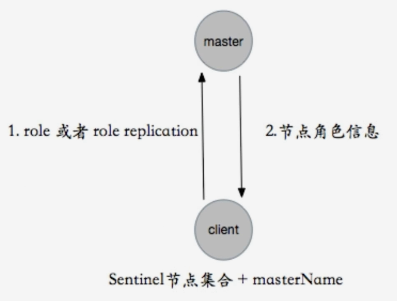 master
1. role 或者 role replication
2.节点角色信息
client
Sentinel节点集合 + masterName